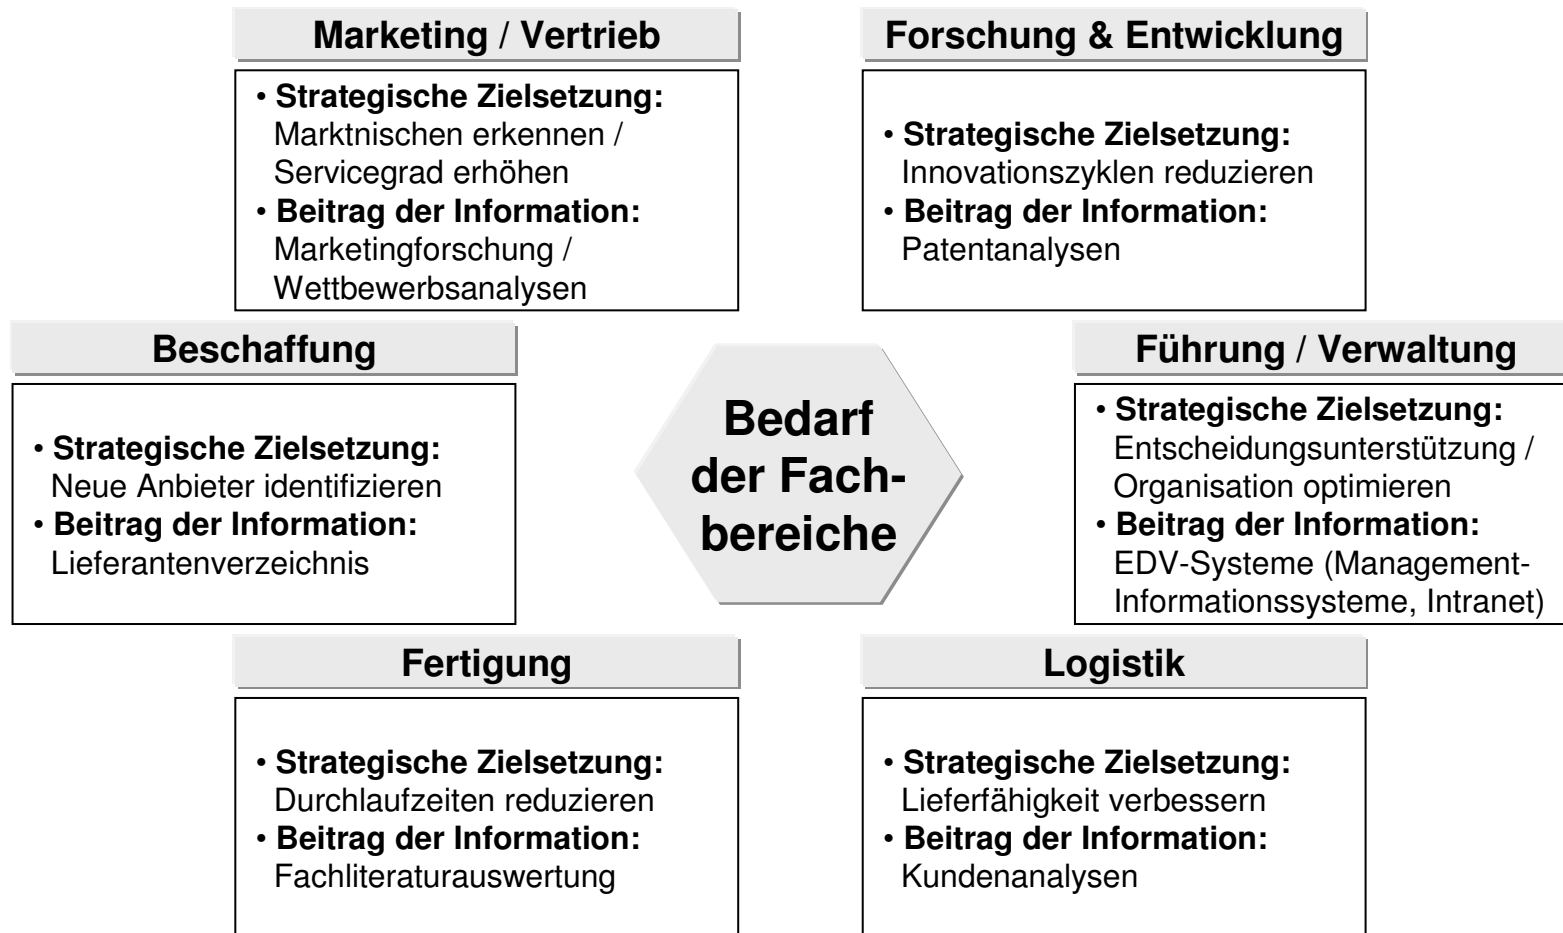 Marketing / Vertrieb
• Strategische Zielsetzung:
Marktnischen erkennen /
Servicegrad erhöhen
• Beitrag der Information:
Marketingforschung /
Wettbewerbsanalysen
Forschung & Entwicklung
• Strategische Zielsetzung:
Innovationszyklen reduzieren
• Beitrag der Information:
Patentanalysen
Beschaffung
• Strategische Zielsetzung:
Neue Anbieter identifizieren
• Beitrag der Information:
Lieferantenverzeichnis
Bedarf
der Fach-
bereiche
Führung / Verwaltung
• Strategische Zielsetzung:
Entscheidungsunterstützung /
Organisation optimieren
• Beitrag der Information:
EDV-Systeme (Management-
Informationssysteme, Intranet)
Fertigung
• Strategische Zielsetzung:
Durchlaufzeiten reduzieren
• Beitrag der Information:
Fachliteraturauswertung
Logistik
• Strategische Zielsetzung:
Lieferfähigkeit verbessern
• Beitrag der Information:
Kundenanalysen